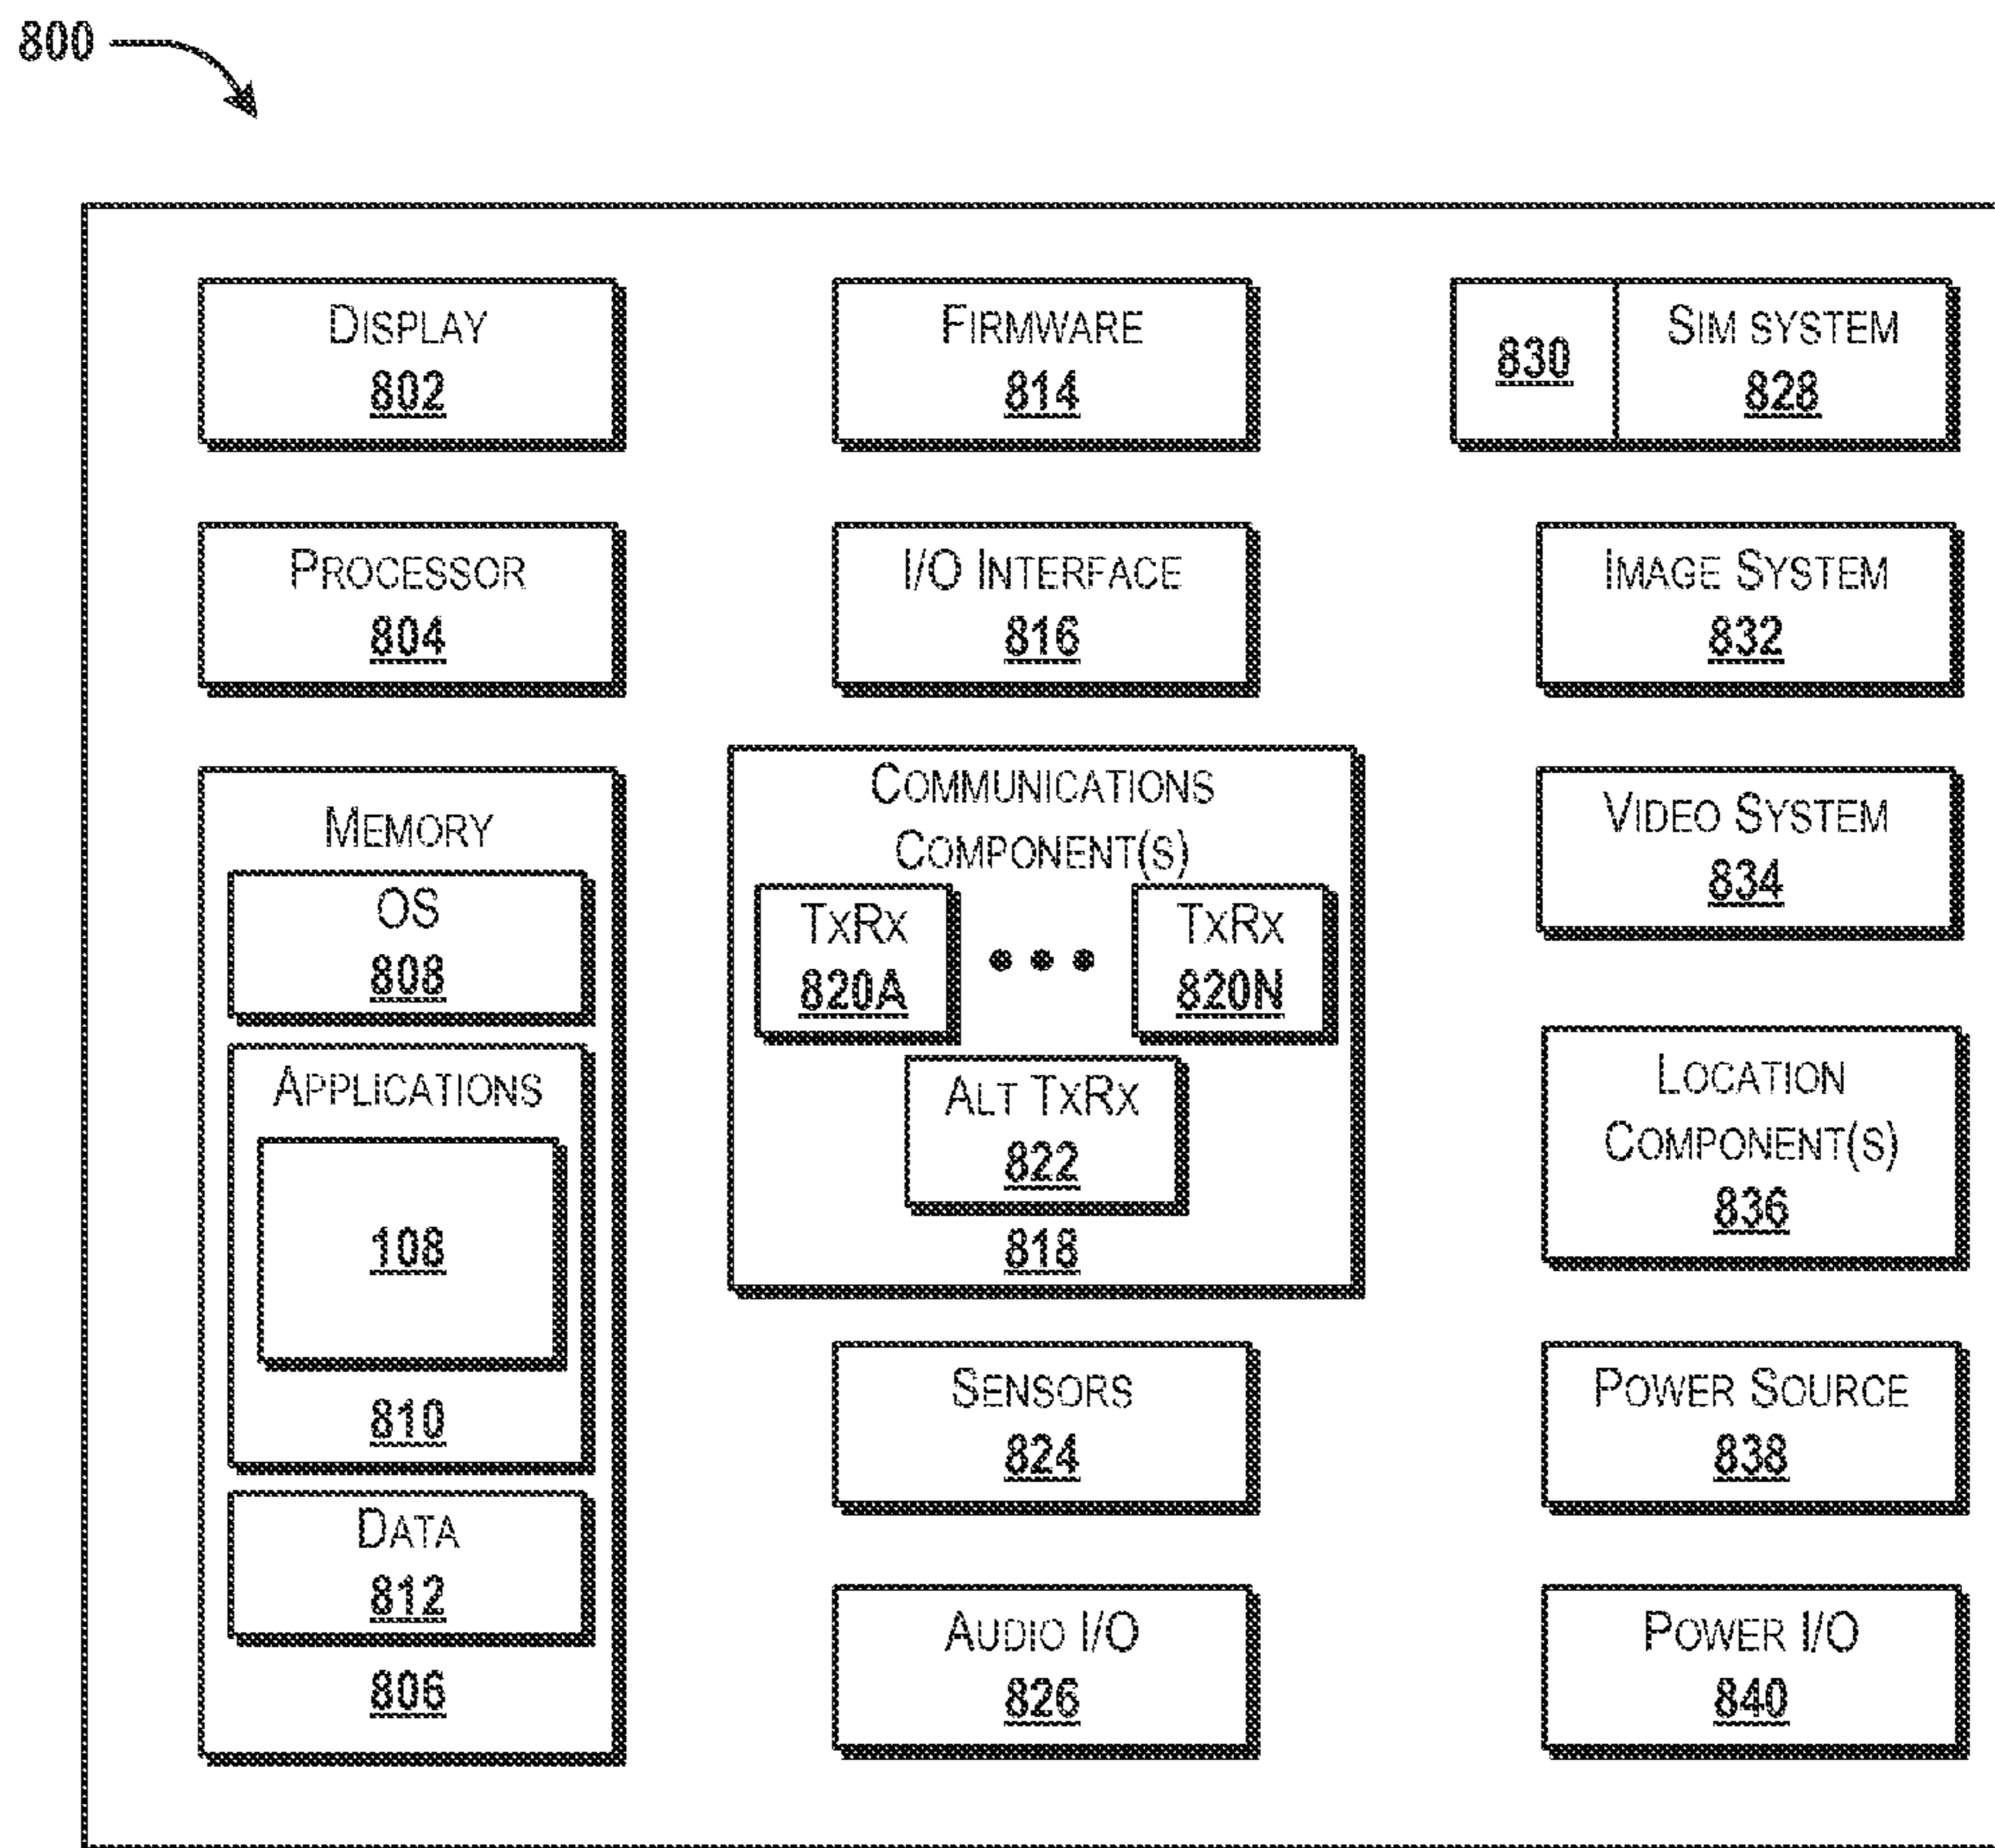 800
DISPLAY
802
PROCESSOR
804
MEMORY
OS
808
APPLICATIONS
108
810
DATA
812
806
FIRMWARE
814
I/O INTERFACE
816
COMMUNICATIONS
COMPONENT(S)
TXRX
820A
TXRX
820N
ALT TXRX
822
818
SENSORS
824
AUDIO I/O
826
830
SIM SYSTEM
828
IMAGE SYSTEM
832
VIDEO SYSTEM
834
LOCATION
COMPONENT(S)
836
POWER SOURCE
838
POWER I/O
840